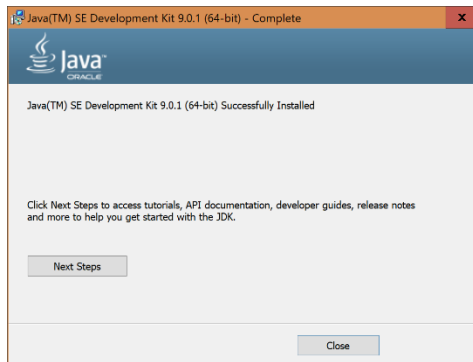 Java(TM) SE Development Kit 9.0.1 (64-bit) - Complete
Java™
ORACLE
Java(TM) SE Development Kit 9.0.1 (64-bit) Successfully Installed
Click Next Steps to access tutorials, API documentation, developer guides, release notes
and more to help you get started with the JDK.
Next Steps
Close